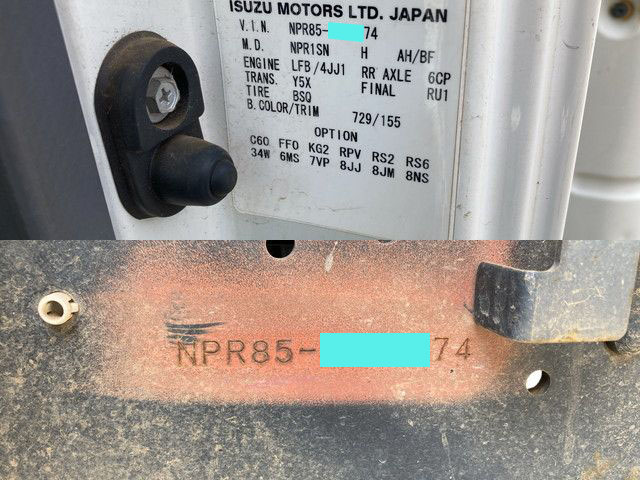 ISUZU MOTORS LTD. JAPAN
V.I.N. NPR85- 74
M.D. NPR1SN H AH/BF
ENGINE LFB/4JJ1 RR AXLE 6CP
TRANS. Y5X FINAL RU1
TIRE BSQ
B.COLOR/TRIM 729/155
OPTION
C60 FF0 KG2 RPV RS2 RS6
34W 6MS 7VP 8JJ 8JM 8NS
NPR85- 74